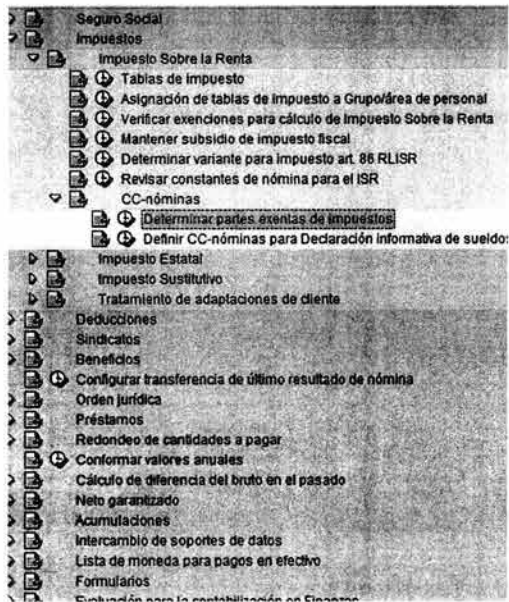 Seguro Social
Impuestos
Impuesto Sobre la Renta
Tablas de impuesto
Asignación de tablas de impuesto a Grupo/área de personal
Verificar exenciones para cálculo de Impuesto Sobre la Renta
Mantener subsidio de impuesto fiscal
Determinar variante para impuesto art. 86 RLISR
Revisar constantes de nómina para el ISR
CC-nóminas
Determinar partes exentas de impuestos
Definir CC-nóminas para Declaración informativa de sueldos
Impuesto Estatal
Impuesto Sustitutivo
Tratamiento de adaptaciones de cliente
Deducciones
Sindicatos
Beneficios
Configurar transferencia de último resultado de nómina
Orden jurídica
Préstamos
Redondeo de cantidades a pagar
Conformar valores anuales
Cálculo de diferencia del bruto en el pasado
Neto garantizado
Acumulaciones
Intercambio de soportes de datos
Lista de moneda para pagos en efectivo
Formularios
Evaluación para la contabilización en Finanzas